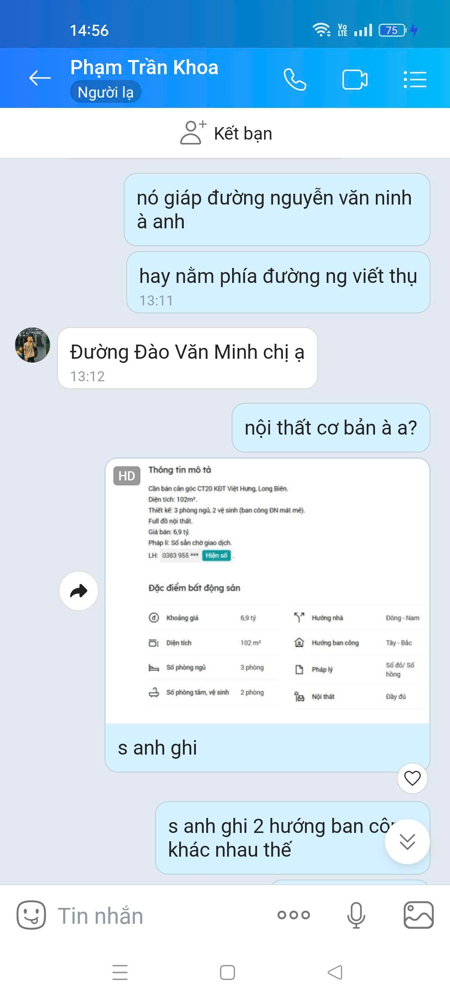 14:56
Vo
LTE
75
Phạm Trần Khoa
Người lạ
Kết bạn
nó giáp đường nguyễn văn ninh
à anh
hay nằm phía đường ng viết thụ
13:11
Đường Đào Văn Minh chị ạ
13:12
nội thất cơ bản à a?
HD
Thông tin mô tả
Cần bán căn góc CT20 KĐT Việt Hưng, Long Biên.
Diện tích: 102m².
Thiết kế: 3 phòng ngủ, 2 vệ sinh (ban công ĐN mát mẻ).
Full đồ nội thất.
Giá bán: 6,9 tỷ.
Pháp lí: Sổ sẵn chờ giao dịch.
LH: 0383 955 *** Hiện số .
Đặc điểm bất động sản
Khoảng giá 6,9 tỷ
Hướng nhà Đông - Nam
Diện tích 102 m²
Hướng ban công Tây - Bắc
Số phòng ngủ 3 phòng
Pháp lý Sổ đỏ/ Sổ
hồng
Số phòng tắm, vệ sinh 2 phòng
Nội thất Đầy đủ
s anh ghi
s anh ghi 2 hướng ban
khác nhau thế
Tin nhắn